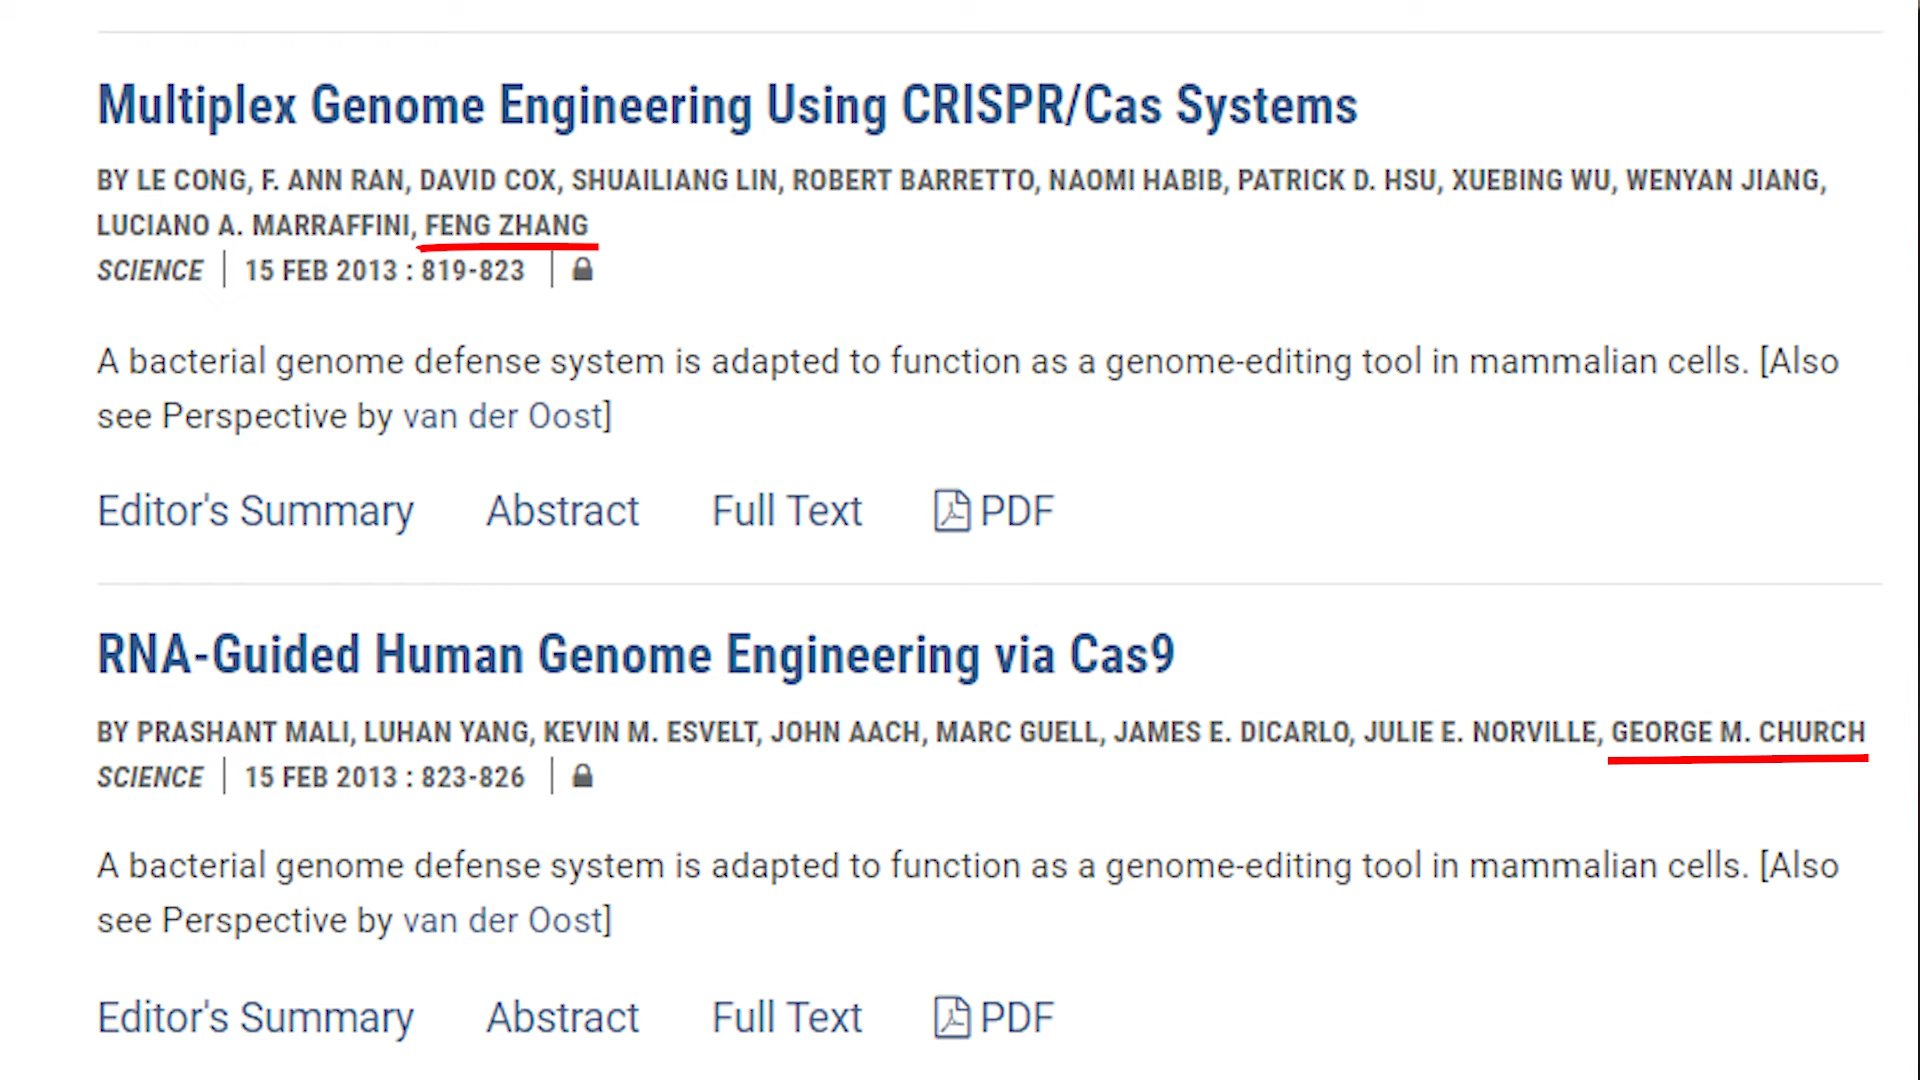 Multiplex Genome Engineering Using CRISPR/Cas Systems
BY LE CONG, F. ANN RAN, DAVID COX, SHUAILIANG LIN, ROBERT BARRETTO, NAOMI HABIB, PATRICK D. HSU, XUEBING WU, WENYAN JIANG,
LUCIANO A. MARRAFFINI, FENG ZHANG
SCIENCE | 15 FEB 2013 : 819-823 |
A bacterial genome defense system is adapted to function as a genome-editing tool in mammalian cells. [Also
see Perspective by van der Oost]
Editor's Summary Abstract Full Text PDF
RNA-Guided Human Genome Engineering via Cas9
BY PRASHANT MALI, LUHAN YANG, KEVIN M. ESVELT, JOHN AACH, MARC GUELL, JAMES E. DICARLO, JULIE E. NORVILLE, GEORGE M. CHURCH
SCIENCE | 15 FEB 2013 : 823-826 |
A bacterial genome defense system is adapted to function as a genome-editing tool in mammalian cells. [Also
see Perspective by van der Oost]
Editor's Summary Abstract Full Text PDF